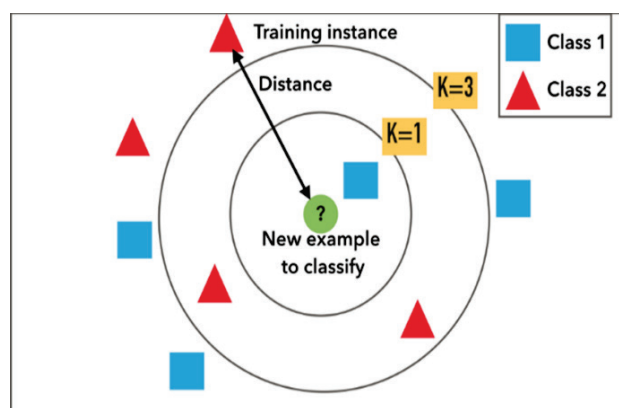 Training instance
Distance
K=3
K=1
?
New example
to classify
Class 1
Class 2